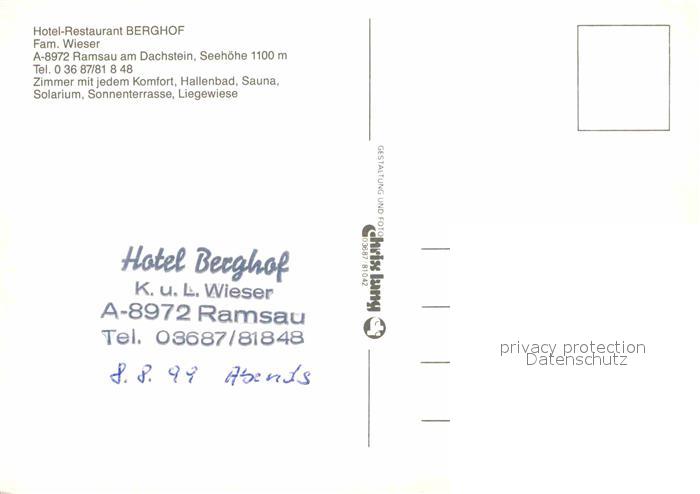 Hotel-Restaurant BERGHOF
Fam. Wieser
A-8972 Ramsau am Dachstein, Seehöhe 1100 m
Tel. 0 36 87/81 8 48
Zimmer mit jedem Komfort, Hallenbad, Sauna,
Solarium, Sonnenterrasse, Liegewiese
GESTALTUNG UND FOTO
chris lang
03687 / 81042
Hotel Berghof
K. u. L. Wieser
A-8972 Ramsau
Tel. 03687/81848
8. 8. 99 Abends
privacy protection
Datenschutz